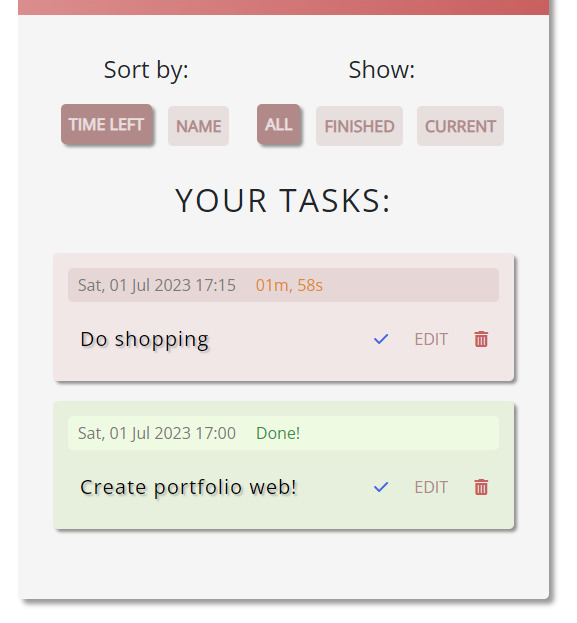 Sort by: Show:
TIME LEFT NAME ALL FINISHED CURRENT
YOUR TASKS:
Sat, 01 Jul 2023 17:15 01m, 58s
Do shopping EDIT
Sat, 01 Jul 2023 17:00 Done!
Create portfolio web! EDIT